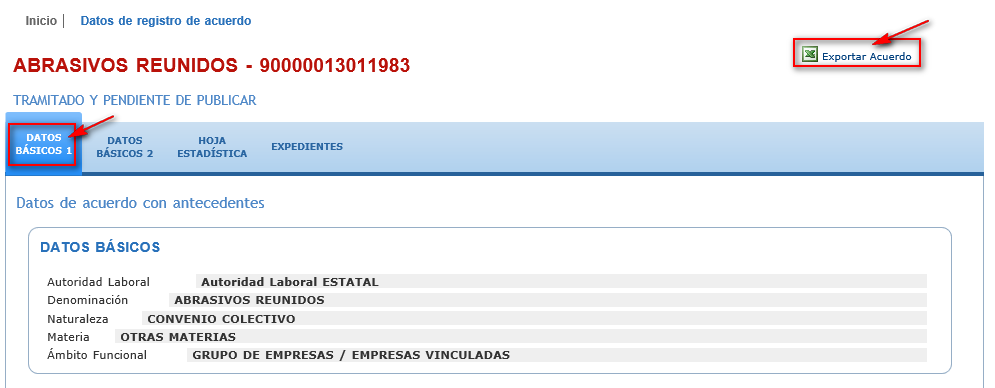 Inicio | Datos de registro de acuerdo
Exportar Acuerdo
ABRASIVOS REUNIDOS - 90000013011983
TRAMITADO Y PENDIENTE DE PUBLICAR
DATOS
BÁSICOS 1
DATOS
BÁSICOS 2
HOJA
ESTADÍSTICA
EXPEDIENTES
Datos de acuerdo con antecedentes
DATOS BÁSICOS
Autoridad Laboral Autoridad Laboral ESTATAL
Denominación ABRASIVOS REUNIDOS
Naturaleza CONVENIO COLECTIVO
Materia OTRAS MATERIAS
Ámbito Funcional GRUPO DE EMPRESAS / EMPRESAS VINCULADAS